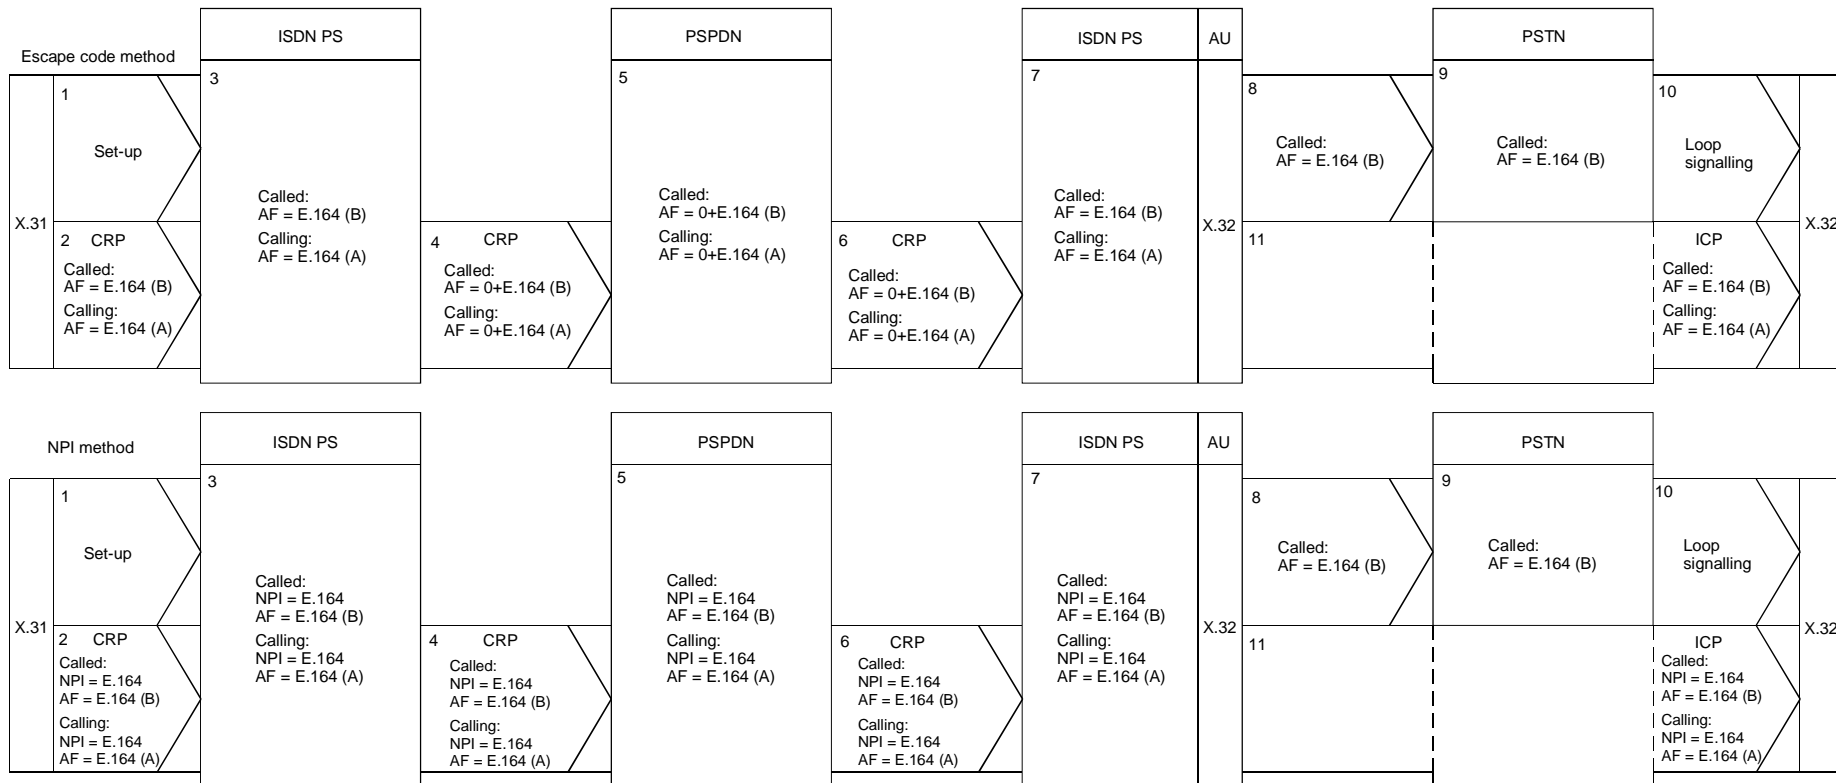 ISDN PS
PSPDN
ISDN PS
AU
PSTN
Escape code method
X.31
1
Set-up
2 CRP
Called:
AF = E.164 (B)
Calling:
AF = E.164 (A)
3
Called:
AF = E.164 (B)
Calling:
AF = E.164 (A)
4 CRP
Called:
AF = 0+E.164 (B)
Calling:
AF = 0+E.164 (A)
5
Called:
AF = 0+E.164 (B)
Calling:
AF = 0+E.164 (A)
6 CRP
Called:
AF = 0+E.164 (B)
Calling:
AF = 0+E.164 (A)
7
Called:
AF = E.164 (B)
Calling:
AF = E.164 (A)
X.32
8
Called:
AF = E.164 (B)
9
Called:
AF = E.164 (B)
10
Loop
signalling
11
ICP
Called:
AF = E.164 (B)
Calling:
AF = E.164 (A)
X.32
ISDN PS
PSPDN
ISDN PS
AU
PSTN
NPI method
X.31
1
Set-up
2 CRP
Called:
NPI = E.164
AF = E.164 (B)
Calling:
NPI = E.164
AF = E.164 (A)
3
Called:
NPI = E.164
AF = E.164 (B)
Calling:
NPI = E.164
AF = E.164 (A)
4 CRP
Called:
NPI = E.164
AF = E.164 (B)
Calling:
NPI = E.164
AF = E.164 (A)
5
Called:
NPI = E.164
AF = E.164 (B)
Calling:
NPI = E.164
AF = E.164 (A)
6 CRP
Called:
NPI = E.164
AF = E.164 (B)
Calling:
NPI = E.164
AF = E.164 (A)
7
Called:
NPI = E.164
AF = E.164 (B)
Calling:
NPI = E.164
AF = E.164 (A)
X.32
8
Called:
AF = E.164 (B)
9
Called:
AF = E.164 (B)
10
Loop
signalling
11
ICP
Called:
NPI = E.164
AF = E.164 (B)
Calling:
NPI = E.164
AF = E.164 (A)
X.32